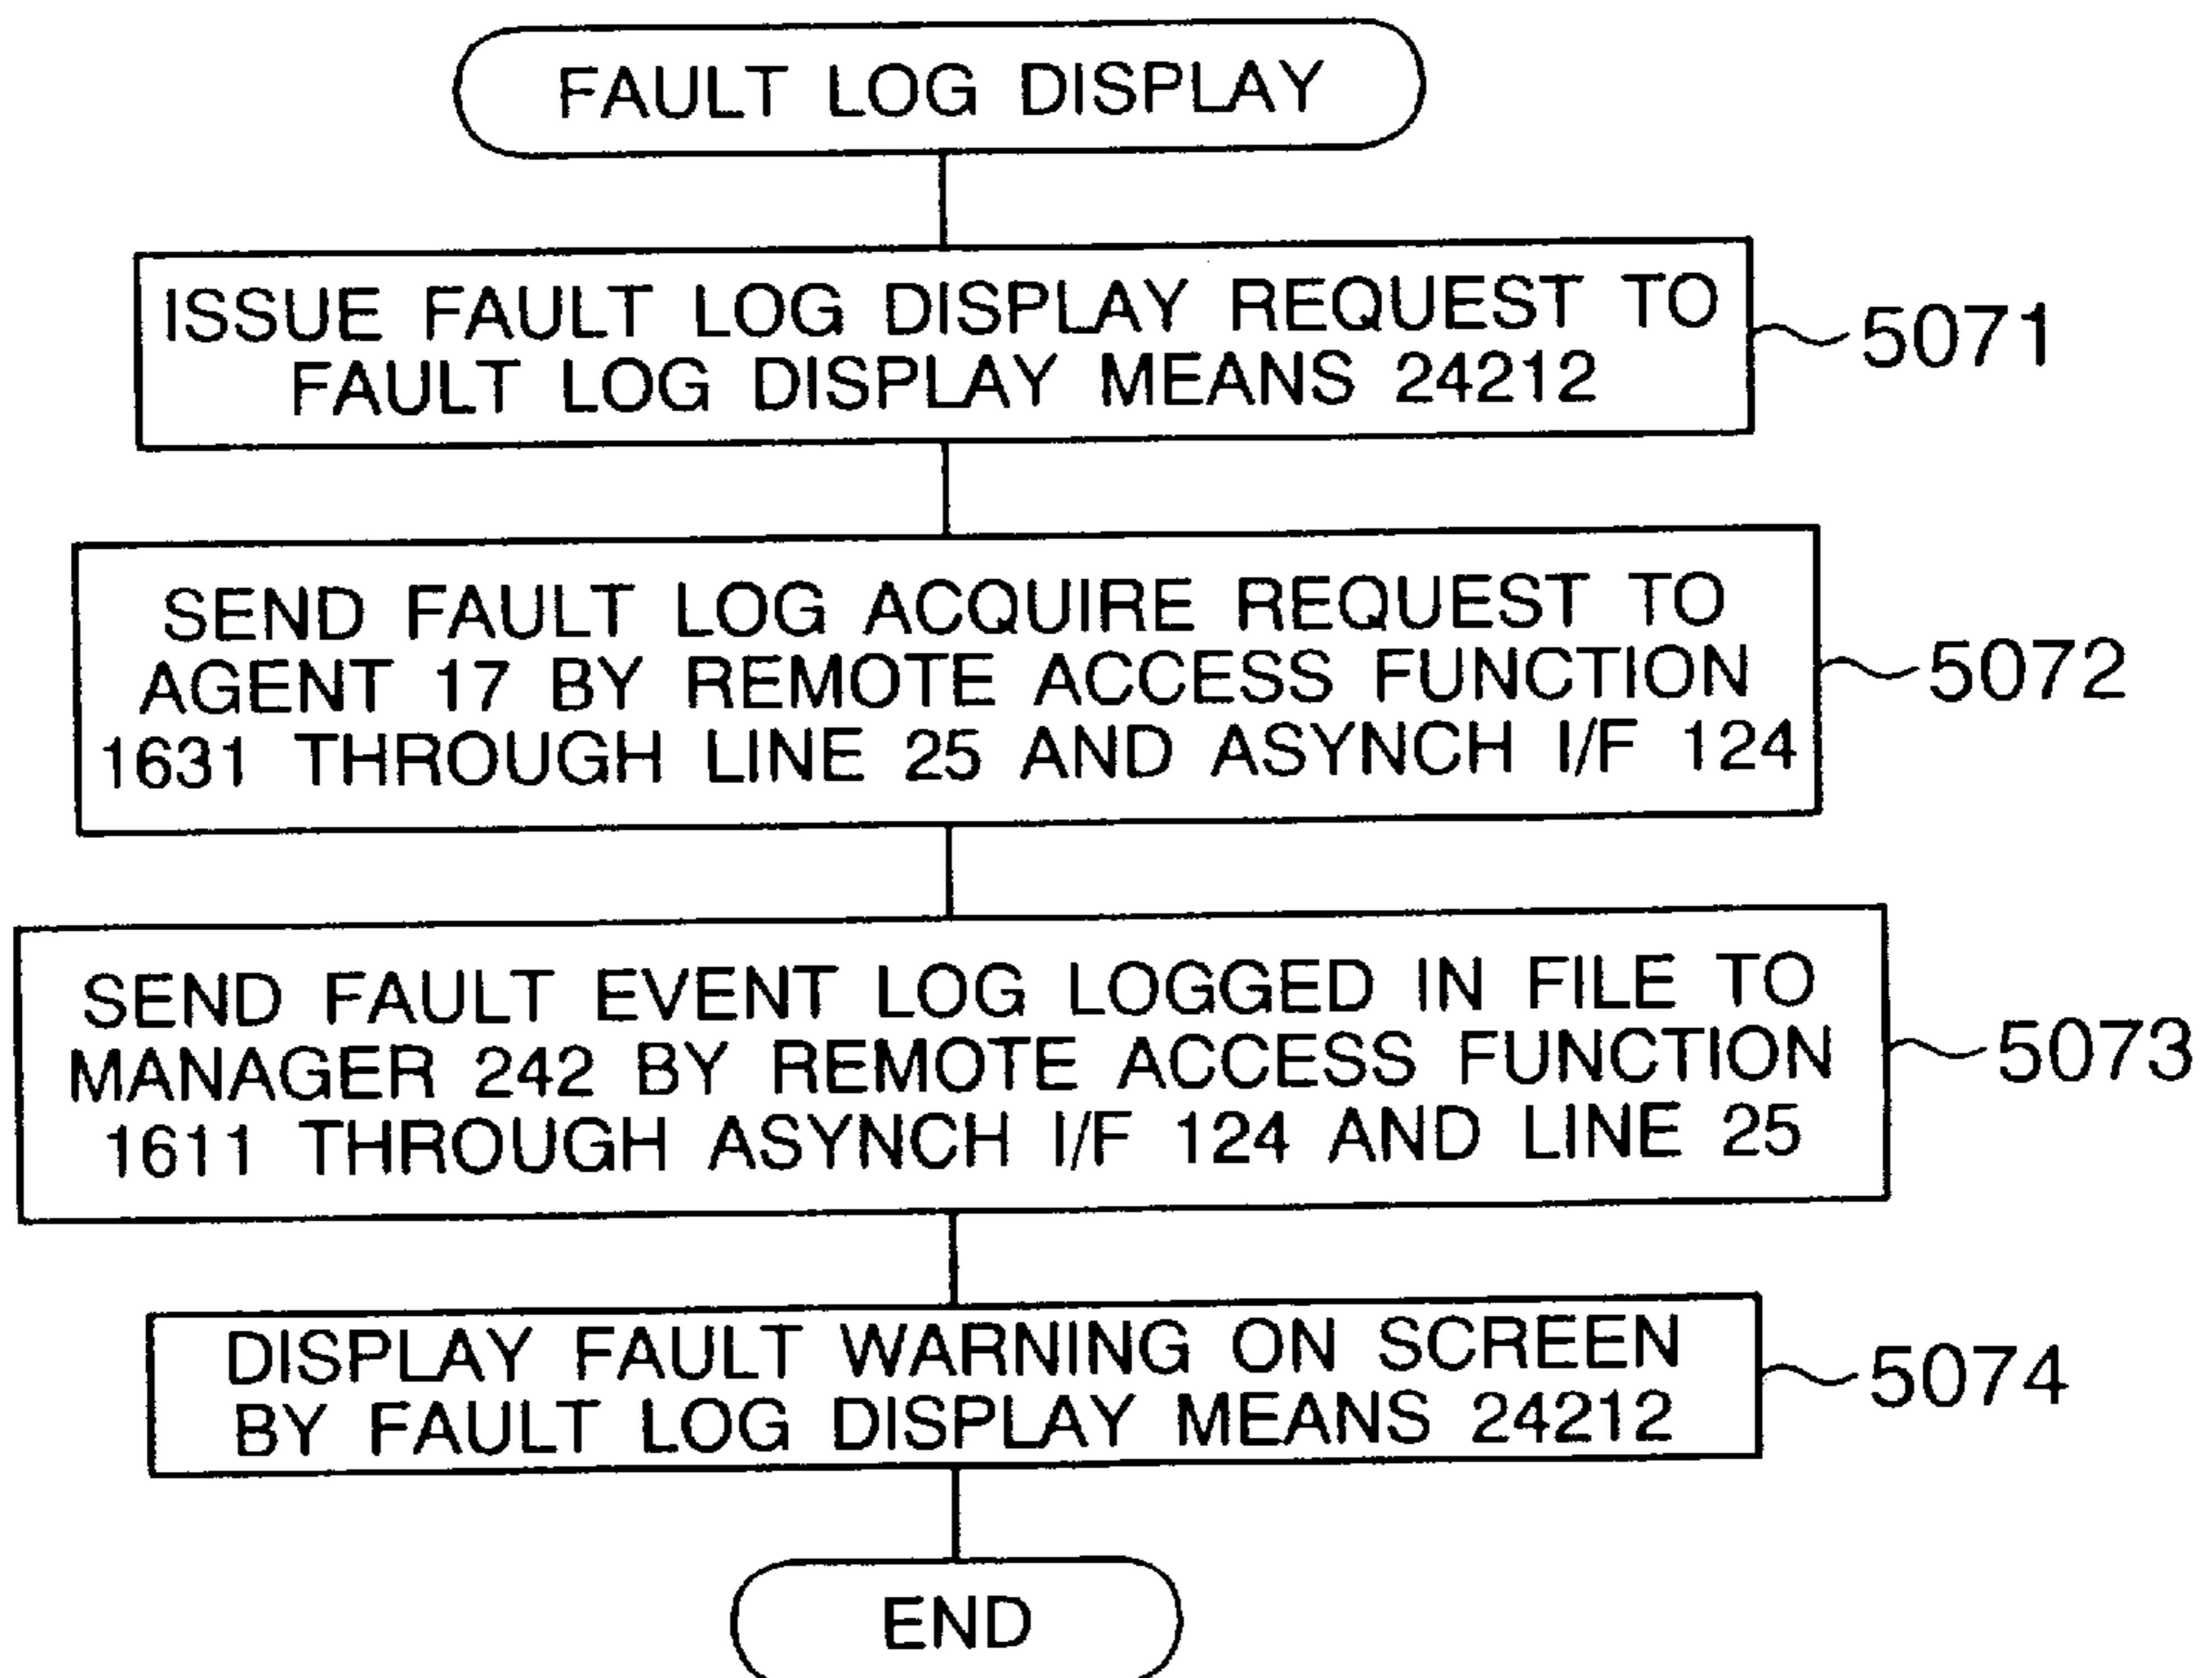 FAULT LOG DISPLAY
ISSUE FAULT LOG DISPLAY REQUEST TO
FAULT LOG DISPLAY MEANS 24212
5071
SEND FAULT LOG ACQUIRE REQUEST TO
AGENT 17 BY REMOTE ACCESS FUNCTION
1631 THROUGH LINE 25 AND ASYNCH I/F 124
5072
SEND FAULT EVENT LOG LOGGED IN FILE TO
MANAGER 242 BY REMOTE ACCESS FUNCTION
1611 THROUGH ASYNCH I/F 124 AND LINE 25
5073
DISPLAY FAULT WARNING ON SCREEN
BY FAULT LOG DISPLAY MEANS 24212
5074
END